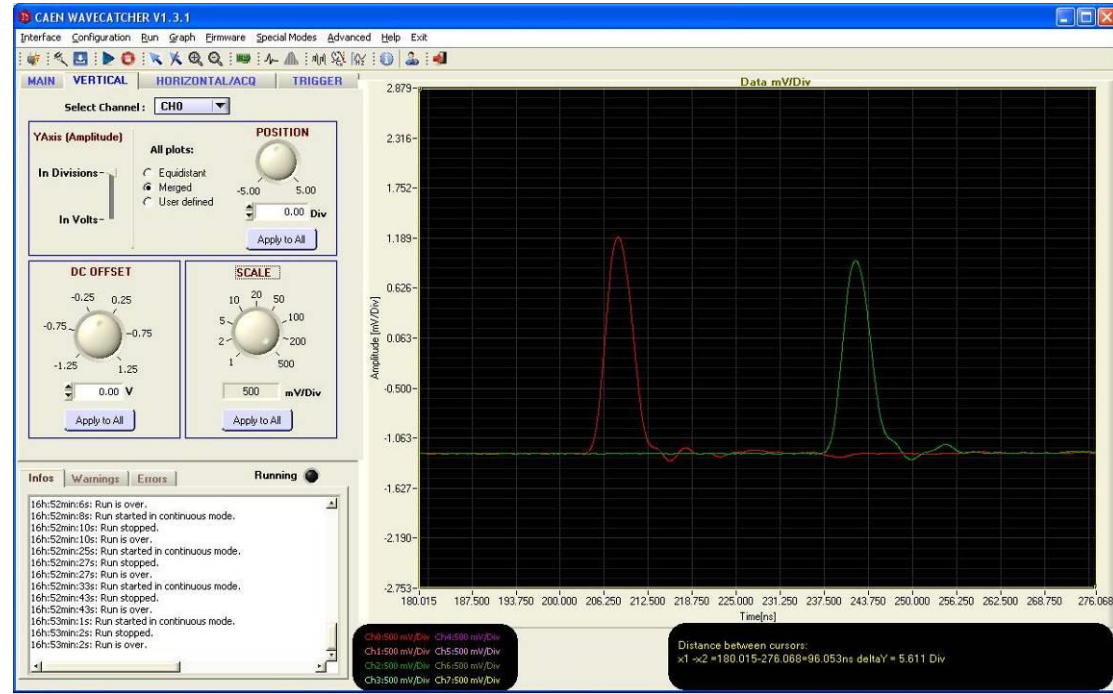 CAEN WAVECATCHER V1.3.1
Interface Configuration Run Graph Firmware Special Modes Advanced Help Exit
MAIN VERTICAL HORIZONTAL/ACQ TRIGGER
Select Channel : CH0
YAxis (Amplitude)
In Divisions
In Volts
All plots:
Equidistant
Merged
User defined
POSITION
-5.00 5.00
0.00 Div
Apply to All
DC OFFSET
-0.25 0.25
-0.75 -0.75
-1.25 1.25
0.00 V
Apply to All
SCALE
10 20 50
5 100
2 200
1 500
500 mV/Div
Apply to All
Infos Warnings Errors Running
16h:52min:6s: Run is over.
16h:52min:8s: Run started in continuous mode.
16h:52min:10s: Run stopped.
16h:52min:10s: Run is over.
16h:52min:25s: Run started in continuous mode.
16h:52min:27s: Run stopped.
16h:52min:27s: Run is over.
16h:52min:33s: Run started in continuous mode.
16h:52min:43s: Run stopped.
16h:52min:43s: Run is over.
16h:53min:1s: Run started in continuous mode.
16h:53min:2s: Run stopped.
16h:53min:2s: Run is over.
Data mV/Div
Amplitude [mV/Div]
2.879
2.316
1.752
1.189
0.626
0.063
-0.500
-1.063
-1.627
-2.190
-2.753
180.015 187.500 193.750 200.000 206.250 212.500 218.750 225.000 231.250 237.500 243.750 250.000 256.250 262.500 268.750 276.068
Time[ns]
Ch0:500 mV/Div Ch4:500 mV/Div
Ch1:500 mV/Div Ch5:500 mV/Div
Ch2:500 mV/Div Ch6:500 mV/Div
Ch3:500 mV/Div Ch7:500 mV/Div
Distance between cursors:
x1 -x2 =180.015-276.068=96.053ns deltaY = 5.611 Div